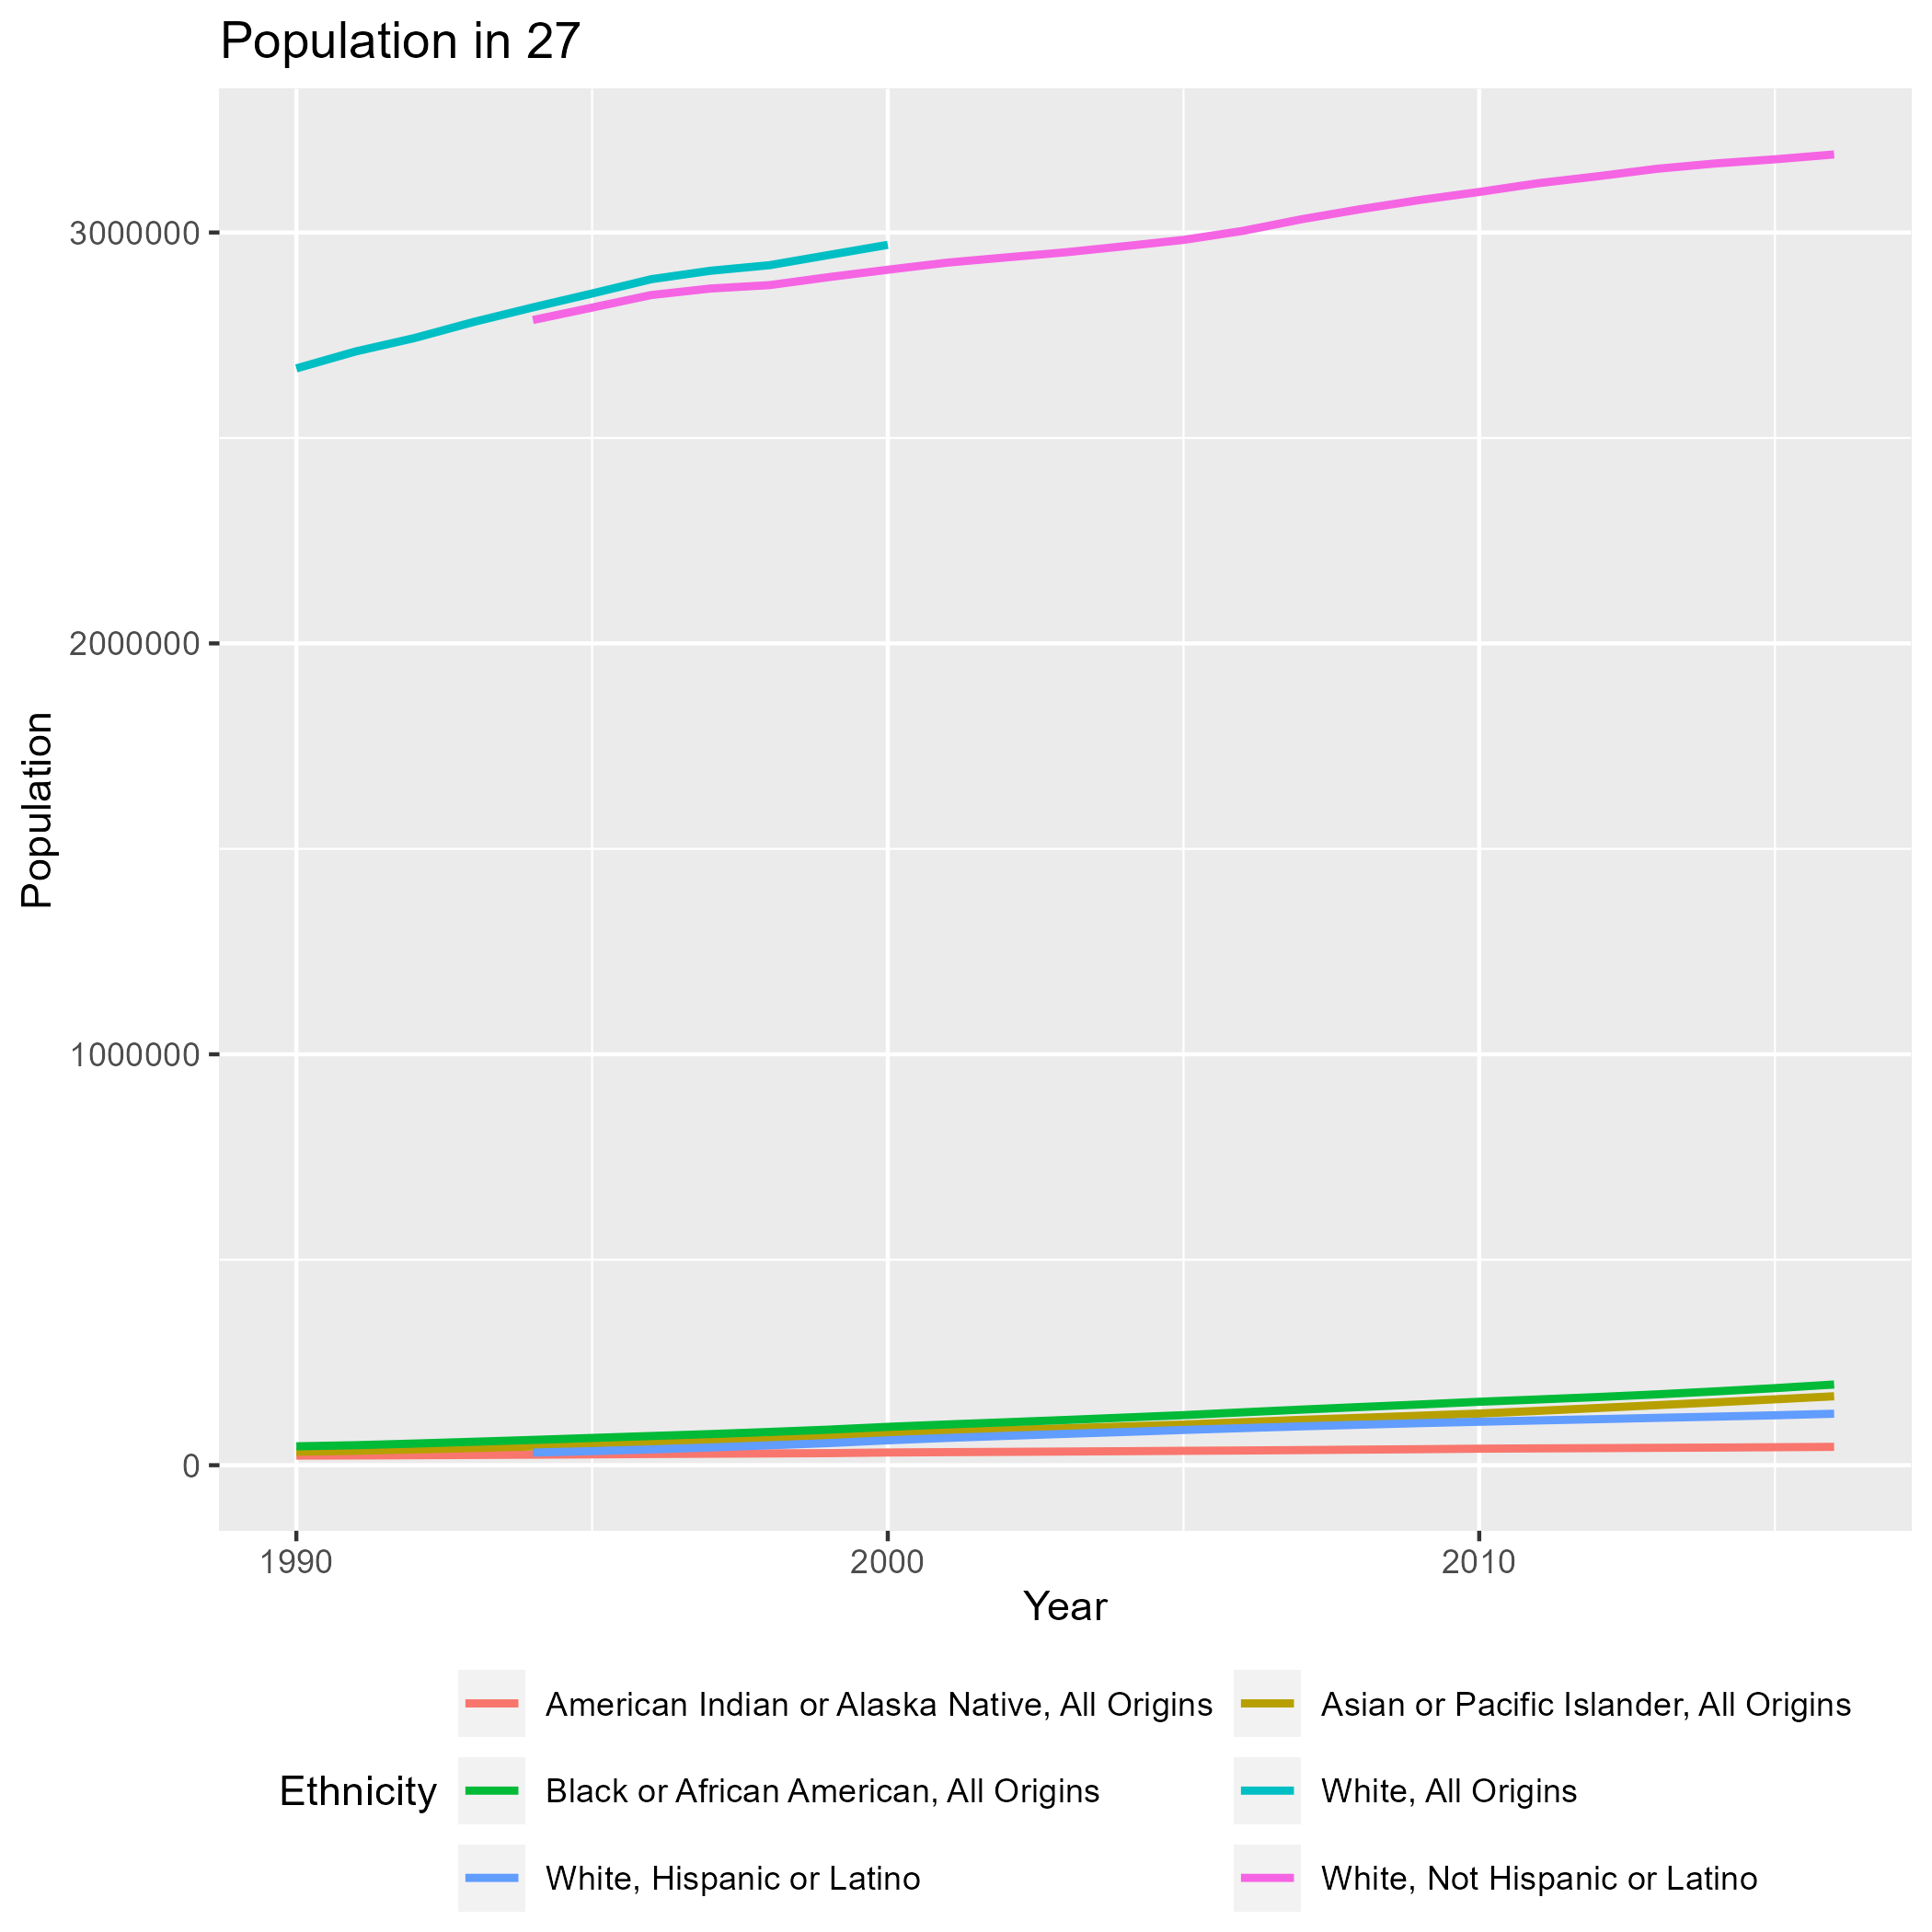 Population in 27
3000000
2000000
1000000
0
Population
1990
2000
2010
Year
Ethnicity
American Indian or Alaska Native, All Origins
Asian or Pacific Islander, All Origins
Black or African American, All Origins
White, All Origins
White, Hispanic or Latino
White, Not Hispanic or Latino